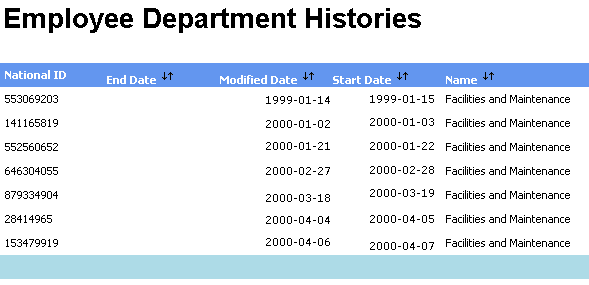 Employee Department Histories
National ID End Date Modified Date Start Date Name
553069203 1999-01-14 1999-01-15 Facilities and Maintenance
141165819 2000-01-02 2000-01-03 Facilities and Maintenance
552560652 2000-01-21 2000-01-22 Facilities and Maintenance
646304055 2000-02-27 2000-02-28 Facilities and Maintenance
879334904 2000-03-18 2000-03-19 Facilities and Maintenance
28414965 2000-04-04 2000-04-05 Facilities and Maintenance
153479919 2000-04-06 2000-04-07 Facilities and Maintenance